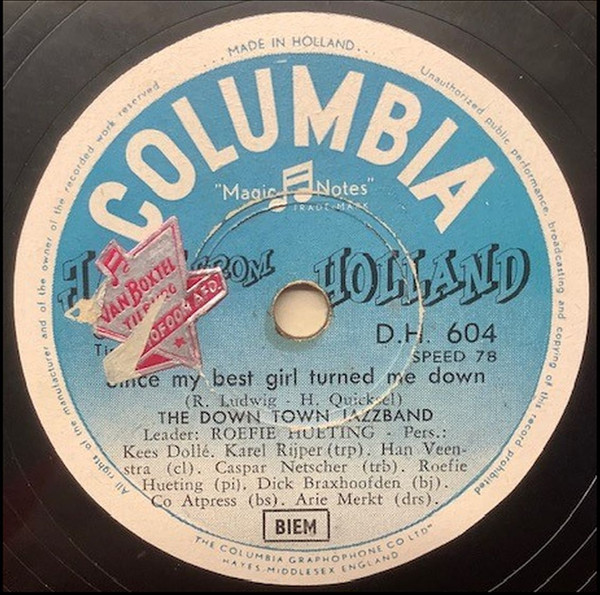 ...MADE IN HOLLAND...
All rights of the manufacturer and of the owner of the recorded work reserved
Unauthorized public performance, broadcasting and copying of this record prohibited
COLUMBIA
"Magic Notes"
TRADE-MARK
FROM HOLLAND
VAN BOXTEL
TILBURG
AFD.
D.H. 604
SPEED 78
since my best girl turned me down
(R. Ludwig - H. Quicksel)
THE DOWN TOWN JAZZBAND
Leader: ROEFIE HUETING - Pers.:
Kees Dollé. Karel Rijper (trp). Han Veen-
stra (cl). Caspar Netscher (trb). Roefie
Hueting (pi). Dick Braxhoofden (bj).
Co Atpress (bs). Arie Merkt (drs).
BIEM
THE COLUMBIA GRAPHOPHONE CO LTD
HAYES. MIDDLESEX ENGLAND